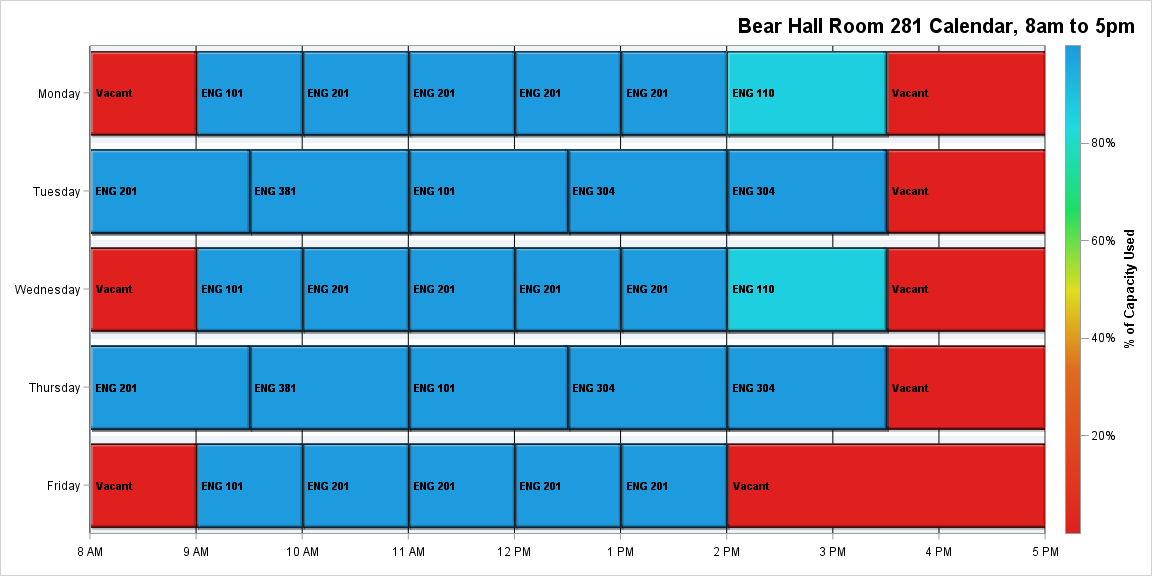 Bear Hall Room 281 Calendar, 8am to 5pm
Monday
Vacant
ENG 101
ENG 201
ENG 201
ENG 201
ENG 201
ENG 110
Vacant
Tuesday
ENG 201
ENG 381
ENG 101
ENG 304
ENG 304
Vacant
Wednesday
Vacant
ENG 101
ENG 201
ENG 201
ENG 201
ENG 201
ENG 110
Vacant
Thursday
ENG 201
ENG 381
ENG 101
ENG 304
ENG 304
Vacant
Friday
Vacant
ENG 101
ENG 201
ENG 201
ENG 201
ENG 201
Vacant
8 AM
9 AM
10 AM
11 AM
12 PM
1 PM
2 PM
3 PM
4 PM
5 PM
80%
60%
40%
20%
% of Capacity Used